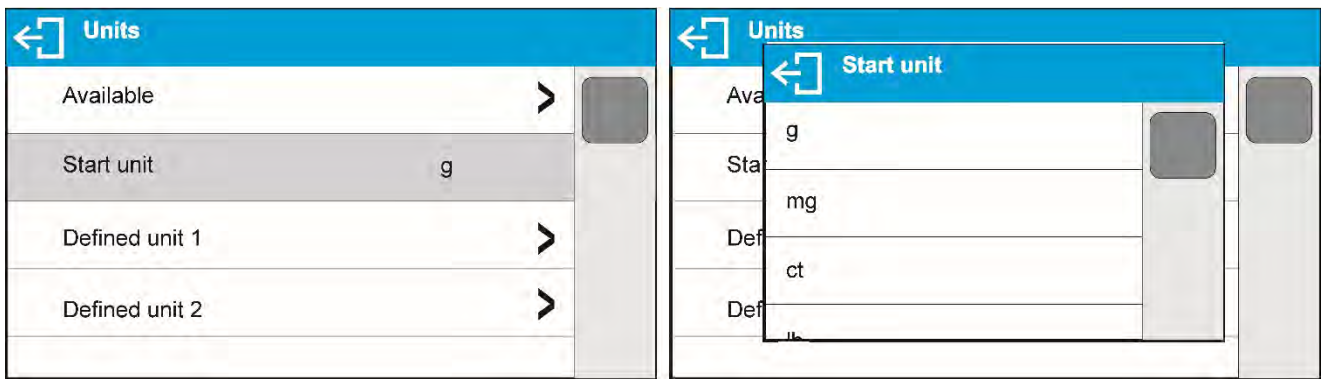 Units
Available
Start unit g
Defined unit 1
Defined unit 2
Units
Start unit
Ava
g
Sta
mg
Def
ct
Def
lb